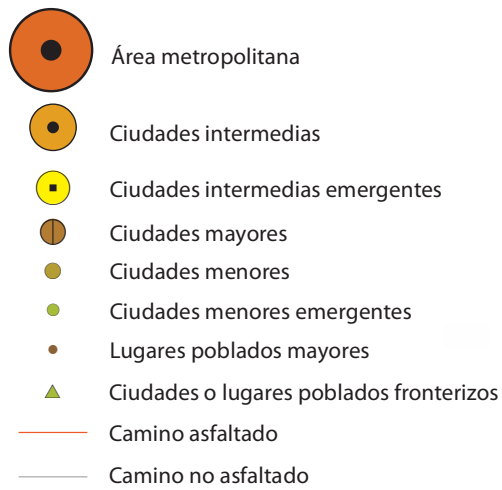 Área metropolitana
Ciudades intermedias
Ciudades intermedias emergentes
Ciudades mayores
Ciudades menores
Ciudades menores emergentes
Lugares poblados mayores
Ciudades o lugares poblados fronterizos
Camino asfaltado
Camino no asfaltado